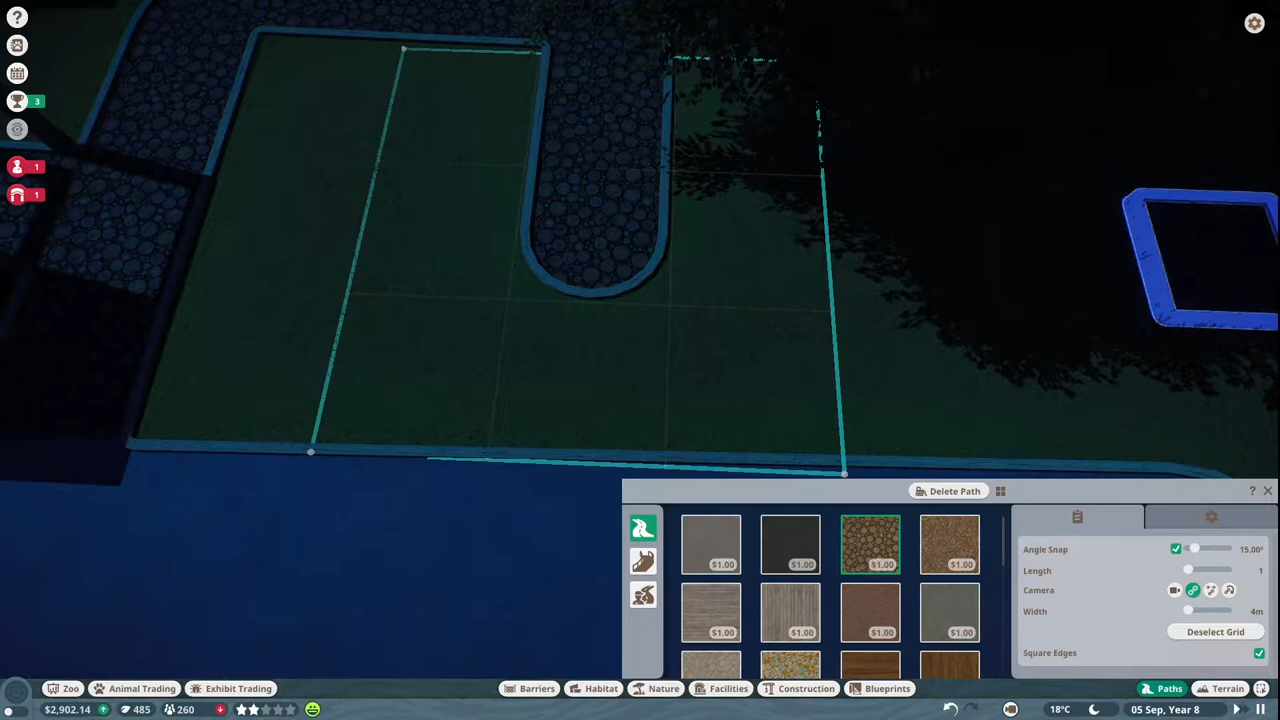 ?
3
1
1
Delete Path
?
$1.00
$1.00
$1.00
$1.00
Angle Snap
15.00°
Length
1
Camera
Width
4m
$1.00
$1.00
$1.00
$1.00
Deselect Grid
Square Edges
Zoo
Animal Trading
Exhibit Trading
Barriers
Habitat
Nature
Facilities
Construction
Blueprints
Paths
Terrain
$2,902.14
485
260
18°C
05 Sep, Year 8